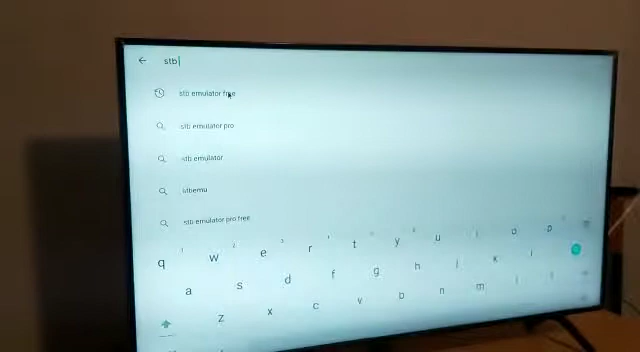 stb
stb emulator free
stb emulator pro
stb emulator
stbemu
stb emulator pro free
q w e r t y u i o p
a s d f g h j k l
z x c v b n m